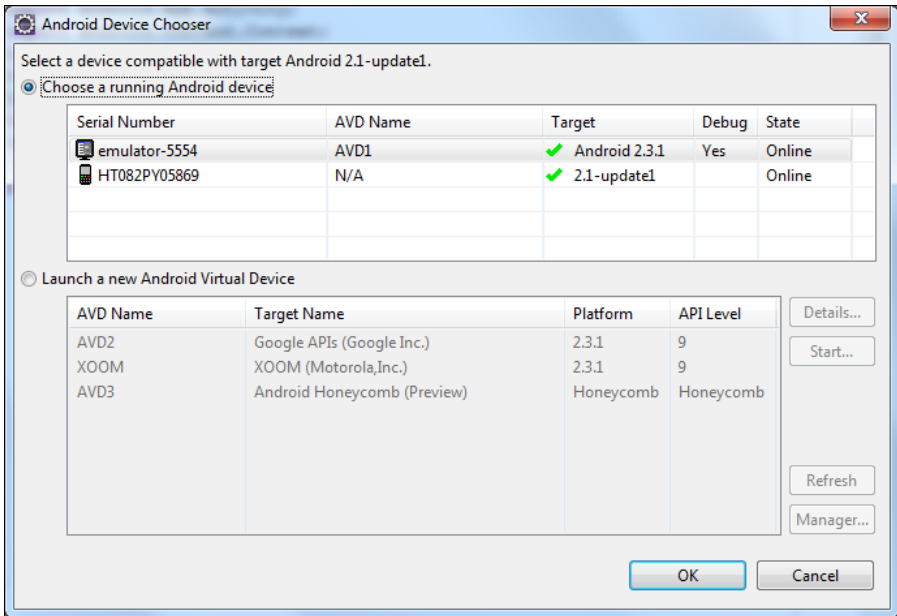 Android Device Chooser
Select a device compatible with target Android 2.1-update1.
Choose a running Android device
Serial Number AVD Name Target Debug State
emulator-5554 AVD1 Android 2.3.1 Yes Online
HT082PY05869 N/A 2.1-update1 Online
Launch a new Android Virtual Device
AVD Name Target Name Platform API Level Details...
AVD2 Google APIs (Google Inc.) 2.3.1 9
Start...
XOOM XOOM (Motorola,Inc.) 2.3.1 9
AVD3 Android Honeycomb (Preview) Honeycomb Honeycomb
Refresh
Manager...
OK Cancel